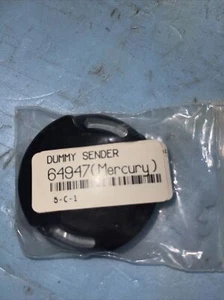 DUMMY SENDER
64947(Mercury)
5-C-1